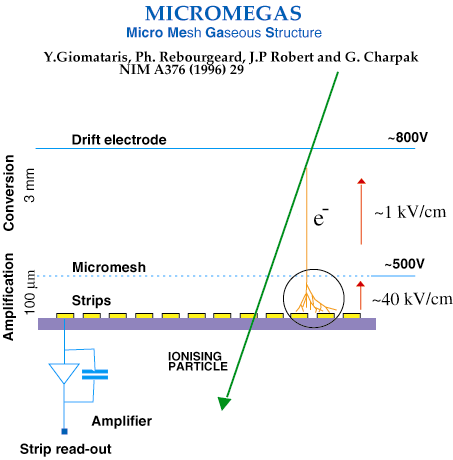 MICROMEGAS
Micro Mesh Gaseous Structure
Y.Giomataris, Ph. Rebourgeard, J.P Robert and G. Charpak
NIM A376 (1996) 29
Drift electrode
~800V
Conversion
3 mm
e-
~1 kV/cm
Micromesh
~500V
Amplification
100 µm
Strips
~40 kV/cm
IONISING
PARTICLE
Amplifier
Strip read-out